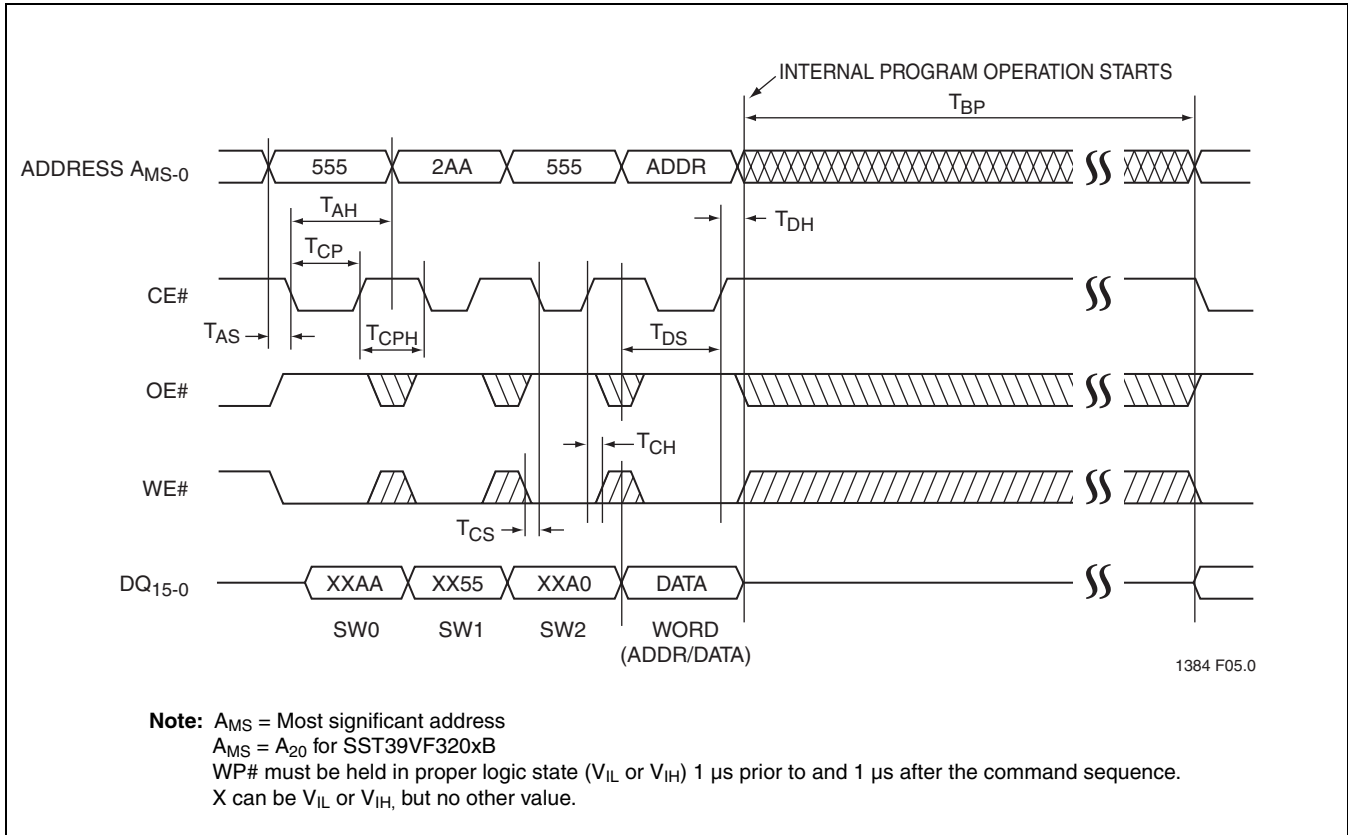 INTERNAL PROGRAM OPERATION STARTS
TBP
ADDRESS AMS-0
555
2AA
555
ADDR
TAH
TDH
TCP
CE#
TAS
TCPH
TDS
OE#
TCH
WE#
TCS
DQ15-0
XXAA
XX55
XXA0
DATA
SW0
SW1
SW2
WORD
(ADDR/DATA)
1384 F05.0
Note: AMS = Most significant address
AMS = A20 for SST39VF320xB
WP# must be held in proper logic state (VIL or VIH) 1 µs prior to and 1 µs after the command sequence.
X can be VIL or VIH, but no other value.